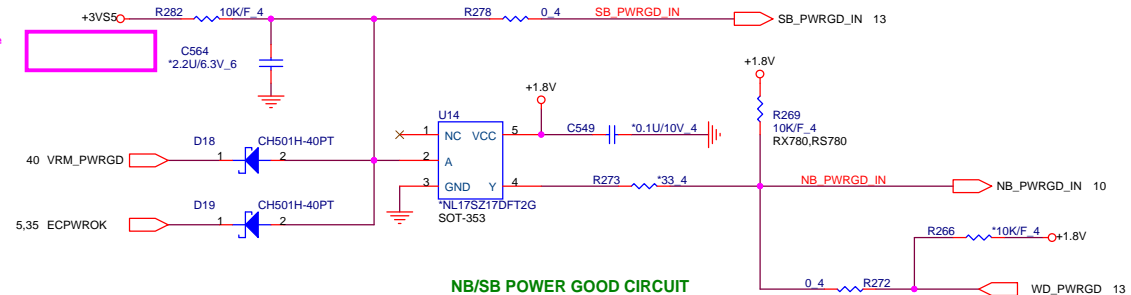 +3VS5 R282 10K/F_4 R278 0_4 SB_PWRGD_IN SB_PWRGD_IN 13
C564
*2.2U/6.3V_6
+1.8V
+1.8V
U14
R269
10K/F_4
RX780,RS780
1 NC VCC 5 C549 *0.1U/10V_4
D18 CH501H-40PT
40 VRM_PWRGD 1 2 2 A
3 GND Y 4 R273 *33_4 NB_PWRGD_IN NB_PWRGD_IN 10
*NL17SZ17DFT2G
SOT-353
D19 CH501H-40PT
5,35 ECPWROK 1 2
R266 *10K/F_4 +1.8V
NB/SB POWER GOOD CIRCUIT 0_4 R272 WD_PWRGD 13